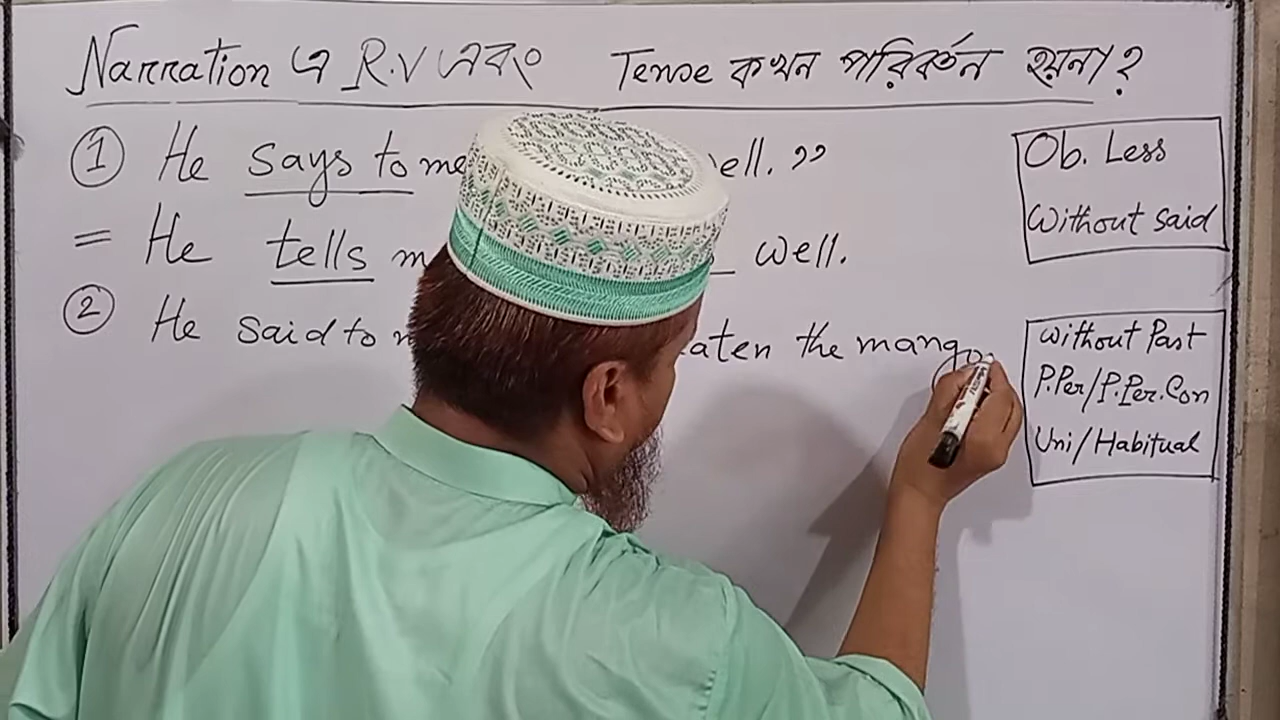 Narration এ R.V এবং Tense কখন পরিবর্তন হয়না?
① He says to me well.”
= He tells well.
② He said to eaten the mango
Ob. Less
Without said
Without Past
P.Per/P.Per.Con
Uni/Habitual